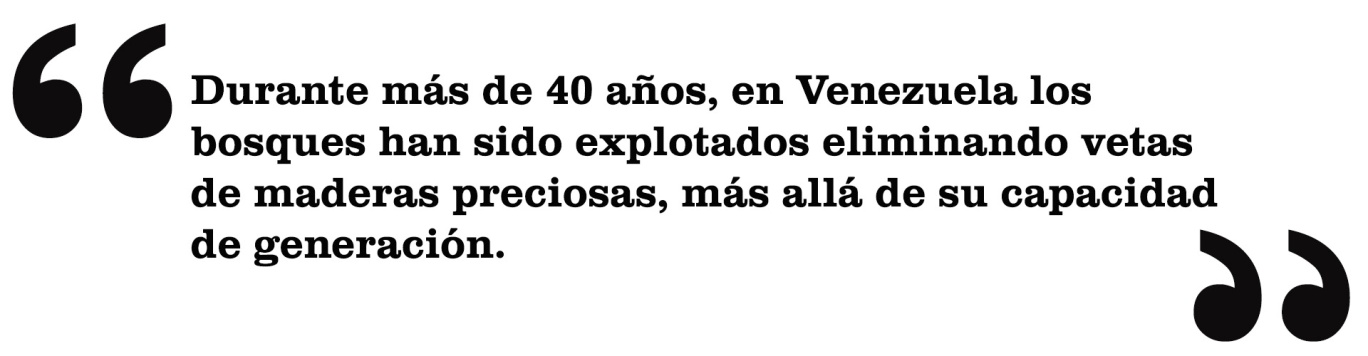 “Durante más de 40 años, en Venezuela los
bosques han sido explotados eliminando vetas
de maderas preciosas, más allá de su capacidad
de generación.”